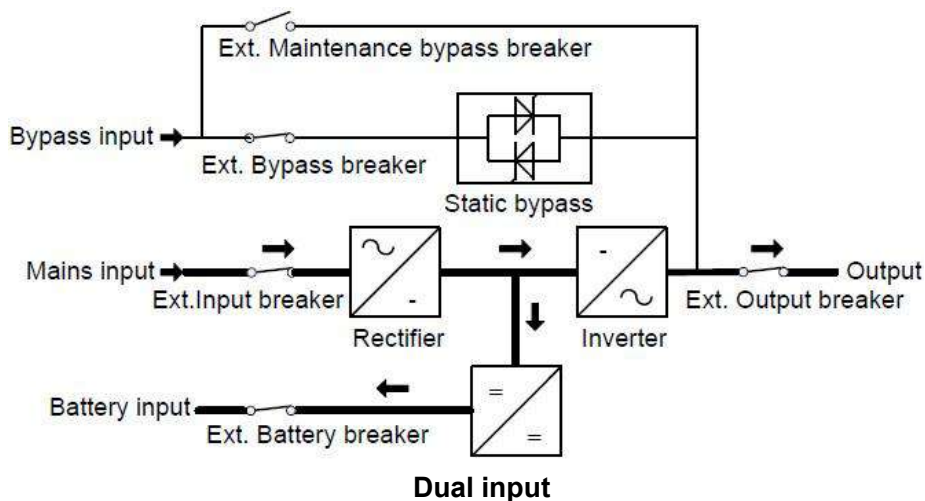 Ext. Maintenance bypass breaker
Bypass input
Ext. Bypass breaker
Static bypass
Mains input
Output
Ext.Input breaker
Ext. Output breaker
Rectifier
Inverter
Battery input
Ext. Battery breaker
Dual input